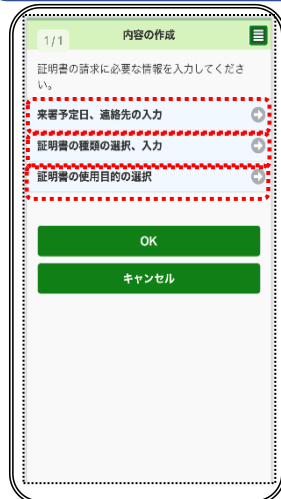 1/1
内容の作成
証明書の請求に必要な情報を入力してくださ
い。
来署予定日、連絡先の入力
証明書の種類の選択、入力
証明書の使用目的の選択
OK
キャンセル